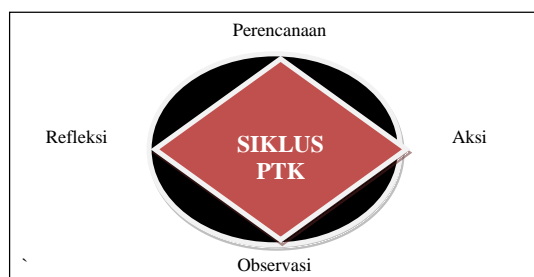 Perencanaan
Refleksi
SIKLUS
PTK
Aksi
`
Observasi